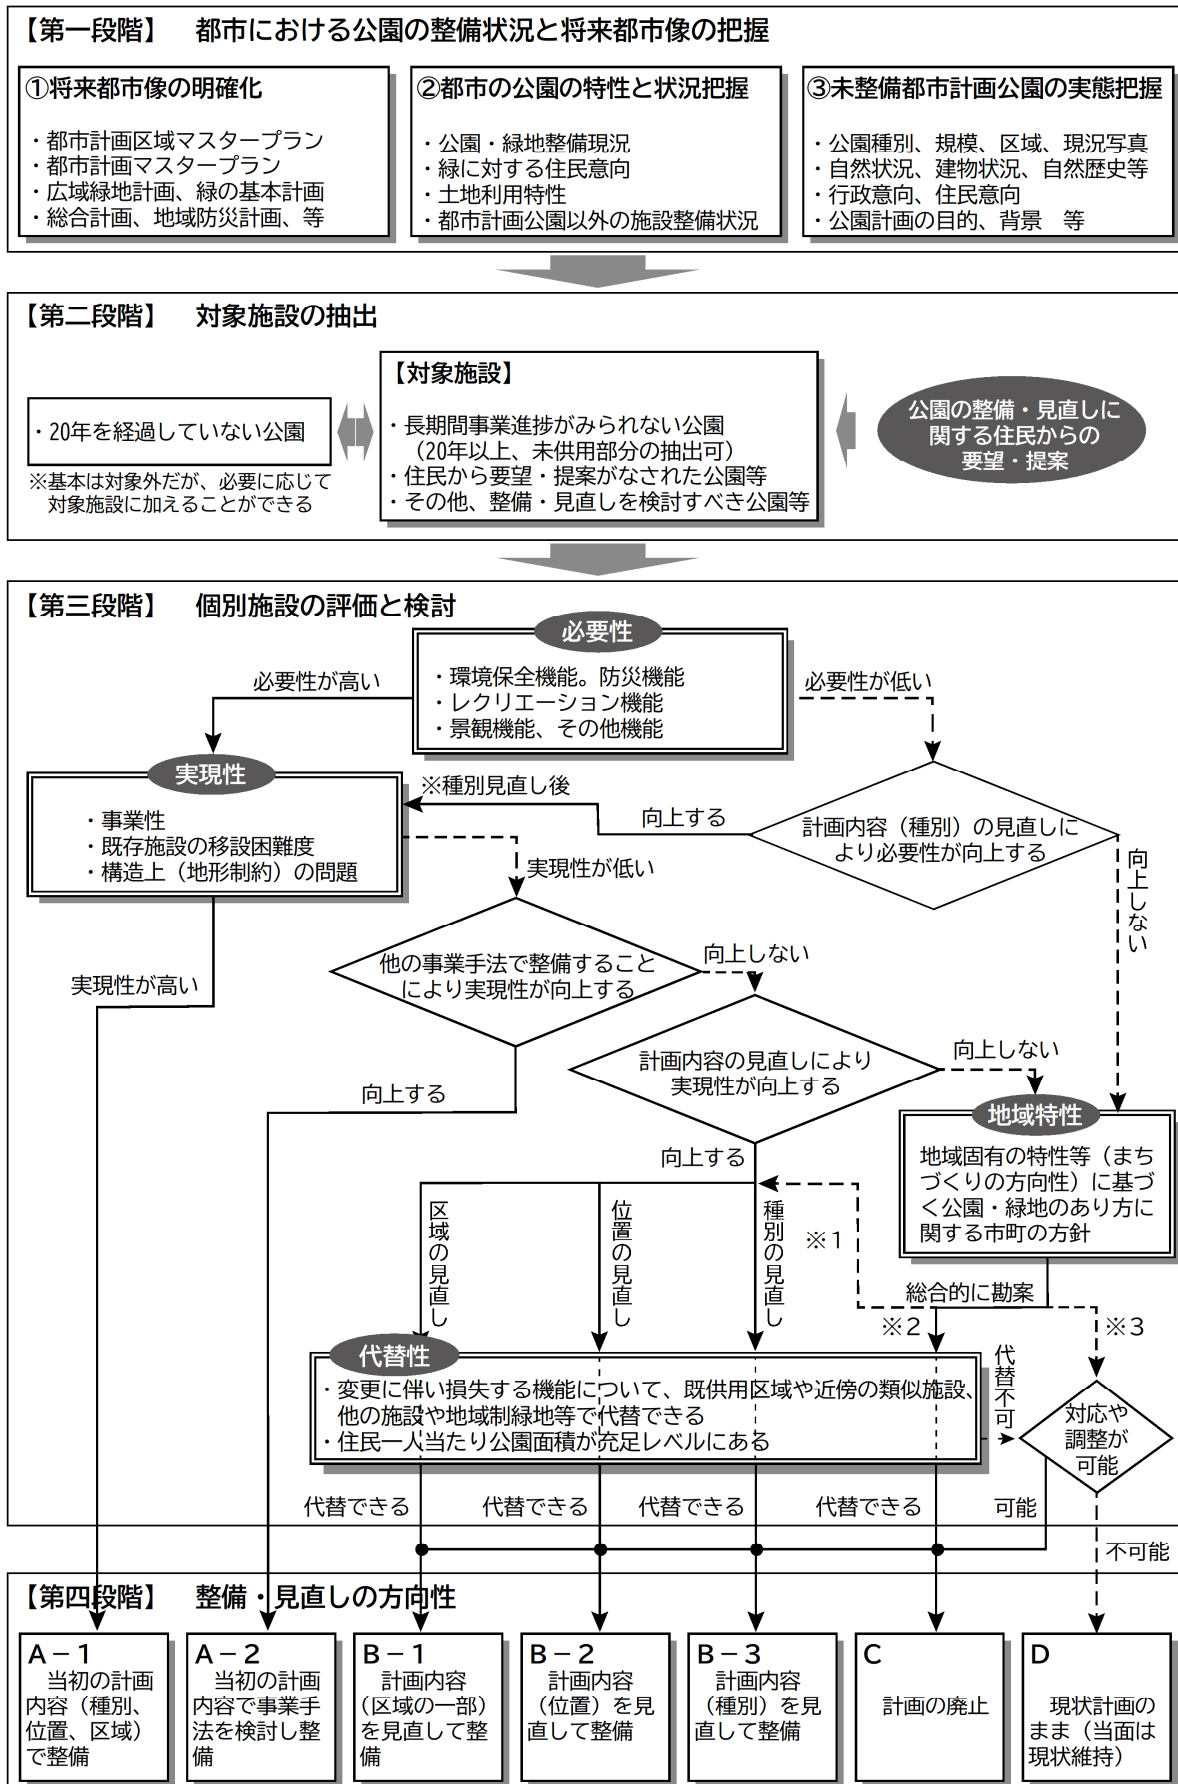 【第一段階】　都市における公園の整備状況と将来都市像の把握
①将来都市像の明確化
・都市計画区域マスタープラン
・都市計画マスタープラン
・広域緑地計画、緑の基本計画
・総合計画、地域防災計画、等
②都市の公園の特性と状況把握
・公園・緑地整備現況
・緑に対する住民意向
・土地利用特性
・都市計画公園以外の施設整備状況
③未整備都市計画公園の実態把握
・公園種別、規模、区域、現況写真
・自然状況、建物状況、自然歴史等
・行政意向、住民意向
・公園計画の目的、背景　等
【第二段階】　対象施設の抽出
・20年を経過していない公園
※基本は対象外だが、必要に応じて
対象施設に加えることができる
【対象施設】
・長期間事業進捗がみられない公園
（20年以上、未供用部分の抽出可）
・住民から要望・提案がなされた公園等
・その他、整備・見直しを検討すべき公園等
公園の整備・見直しに
関する住民からの
要望・提案
【第三段階】　個別施設の評価と検討
必要性
・環境保全機能。防災機能
・レクリエーション機能
・景観機能、その他機能
必要性が高い
必要性が低い
実現性
・事業性
・既存施設の移設困難度
・構造上（地形制約）の問題
※種別見直し後
向上する
計画内容（種別）の見直しに
より必要性が向上する
向上しない
実現性が低い
実現性が高い
他の事業手法で整備すること
により実現性が向上する
向上しない
向上する
計画内容の見直しにより
実現性が向上する
向上しない
向上する
地域特性
地域固有の特性等（まち
づくりの方向性）に基づ
く公園・緑地のあり方に
関する市町の方針
区域の見直し
位置の見直し
種別の見直し
※1
総合的に勘案
※2
※3
代替性
・変更に伴い損失する機能について、既供用区域や近傍の類似施設、
他の施設や地域制緑地等で代替できる
・住民一人当たり公園面積が充足レベルにある
代替不可
対応や
調整が
可能
代替できる
代替できる
代替できる
代替できる
可能
不可能
【第四段階】　整備・見直しの方向性
A－1
当初の計画
内容（種別、
位置、区域）
で整備
A－2
当初の計画
内容で事業手
法を検討し整
備
B－1
計画内容
（区域の一部）
を見直して整
備
B－2
計画内容
（位置）を見
直して整備
B－3
計画内容
（種別）を見
直して整備
C
計画の廃止
D
現状計画の
まま（当面は
現状維持）